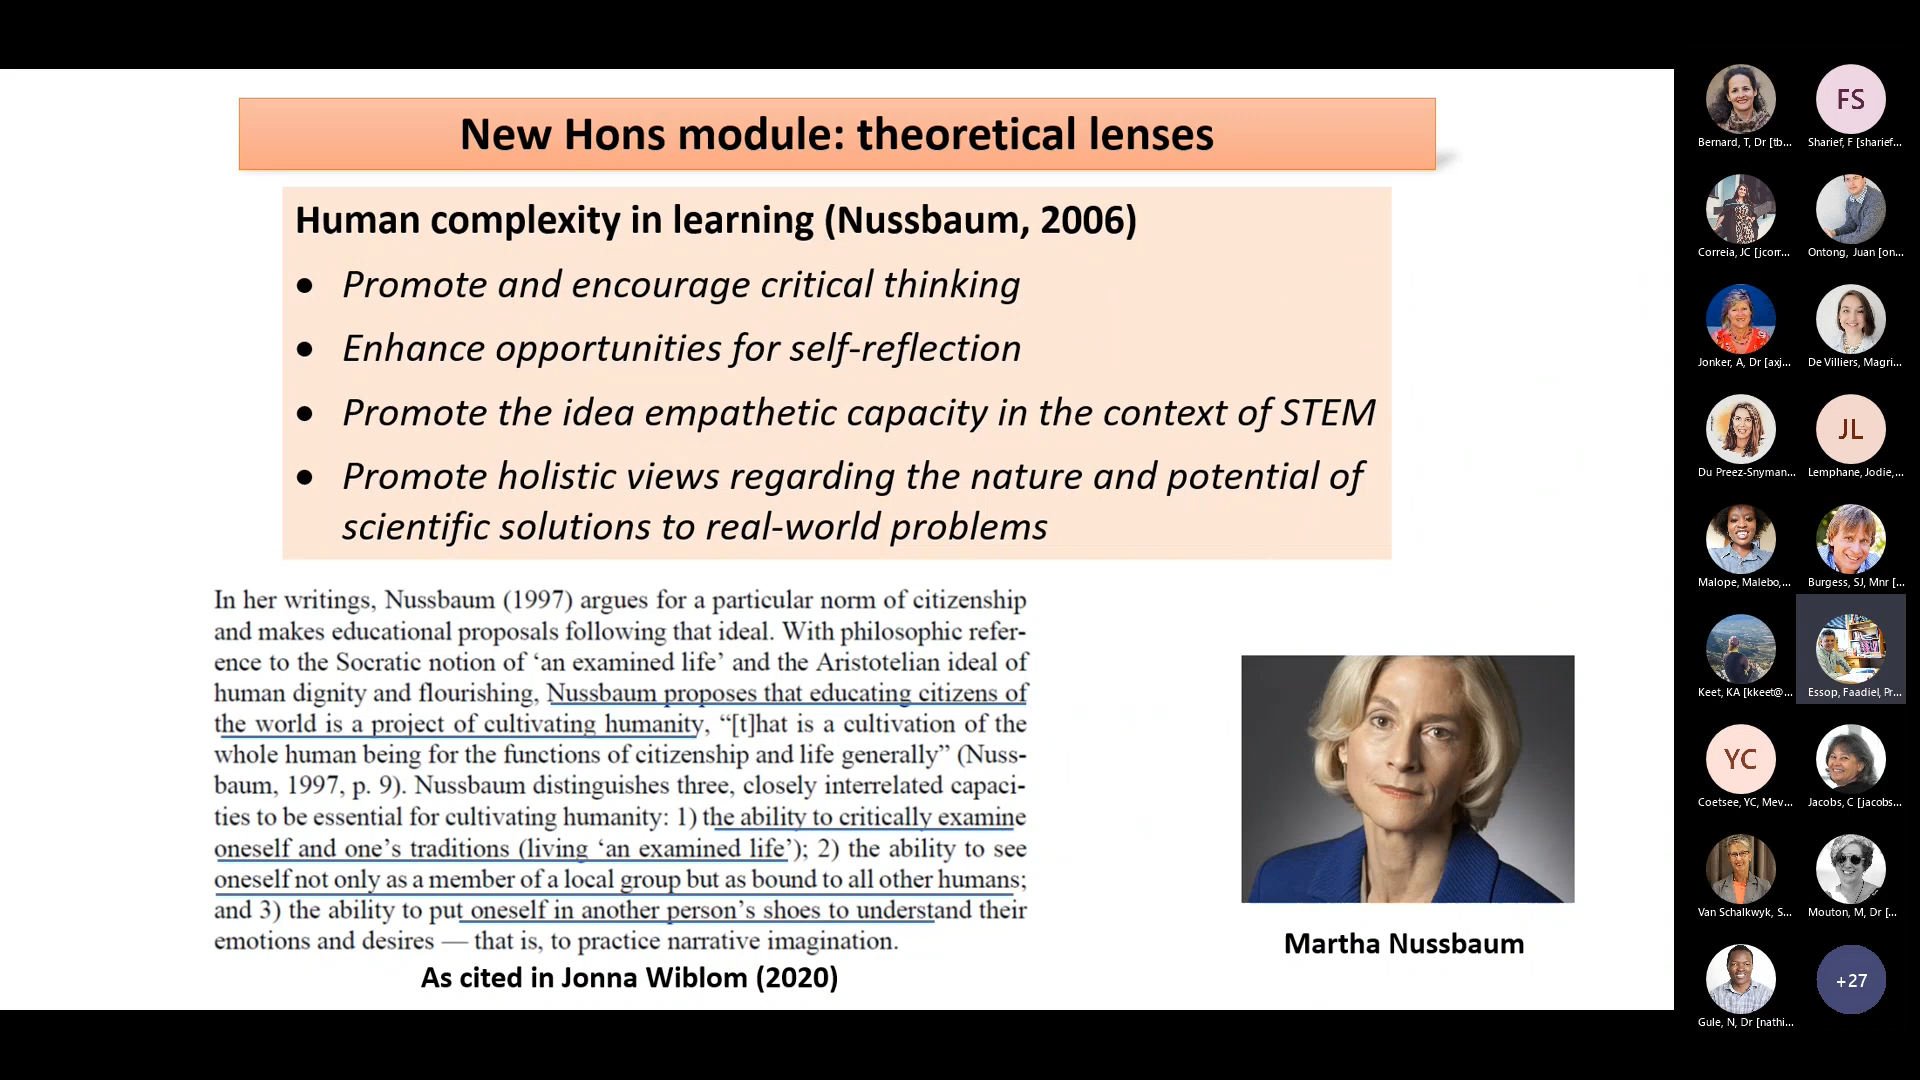 New Hons module: theoretical lenses
Human complexity in learning (Nussbaum, 2006)
• Promote and encourage critical thinking
• Enhance opportunities for self-reflection
• Promote the idea empathetic capacity in the context of STEM
• Promote holistic views regarding the nature and potential of
scientific solutions to real-world problems
In her writings, Nussbaum (1997) argues for a particular norm of citizenship
and makes educational proposals following that ideal. With philosophic refer-
ence to the Socratic notion of ‘an examined life’ and the Aristotelian ideal of
human dignity and flourishing, Nussbaum proposes that educating citizens of
the world is a project of cultivating humanity, “[t]hat is a cultivation of the
whole human being for the functions of citizenship and life generally” (Nuss-
baum, 1997, p. 9). Nussbaum distinguishes three, closely interrelated capaci-
ties to be essential for cultivating humanity: 1) the ability to critically examine
oneself and one’s traditions (living ‘an examined life’); 2) the ability to see
oneself not only as a member of a local group but as bound to all other humans;
and 3) the ability to put oneself in another person’s shoes to understand their
emotions and desires — that is, to practice narrative imagination.
As cited in Jonna Wiblom (2020)
Martha Nussbaum
Bernard, T, Dr [tb...
FS
Sharief, F [sharief...
Correia, JC [jcorr...
Ontong, Juan [on...
Jonker, A, Dr [axj...
De Villiers, Magri...
Du Preez-Snyman...
JL
Lemphane, Jodie,...
Malope, Malebo,...
Burgess, SJ, Mnr [...
Keet, KA [kkeet@...
Essop, Faadiel, Pr...
YC
Coetsee, YC, Mev...
Jacobs, C [jacobs...
Van Schalkwyk, S...
Mouton, M, Dr [...
Gule, N, Dr [nathi...
+27